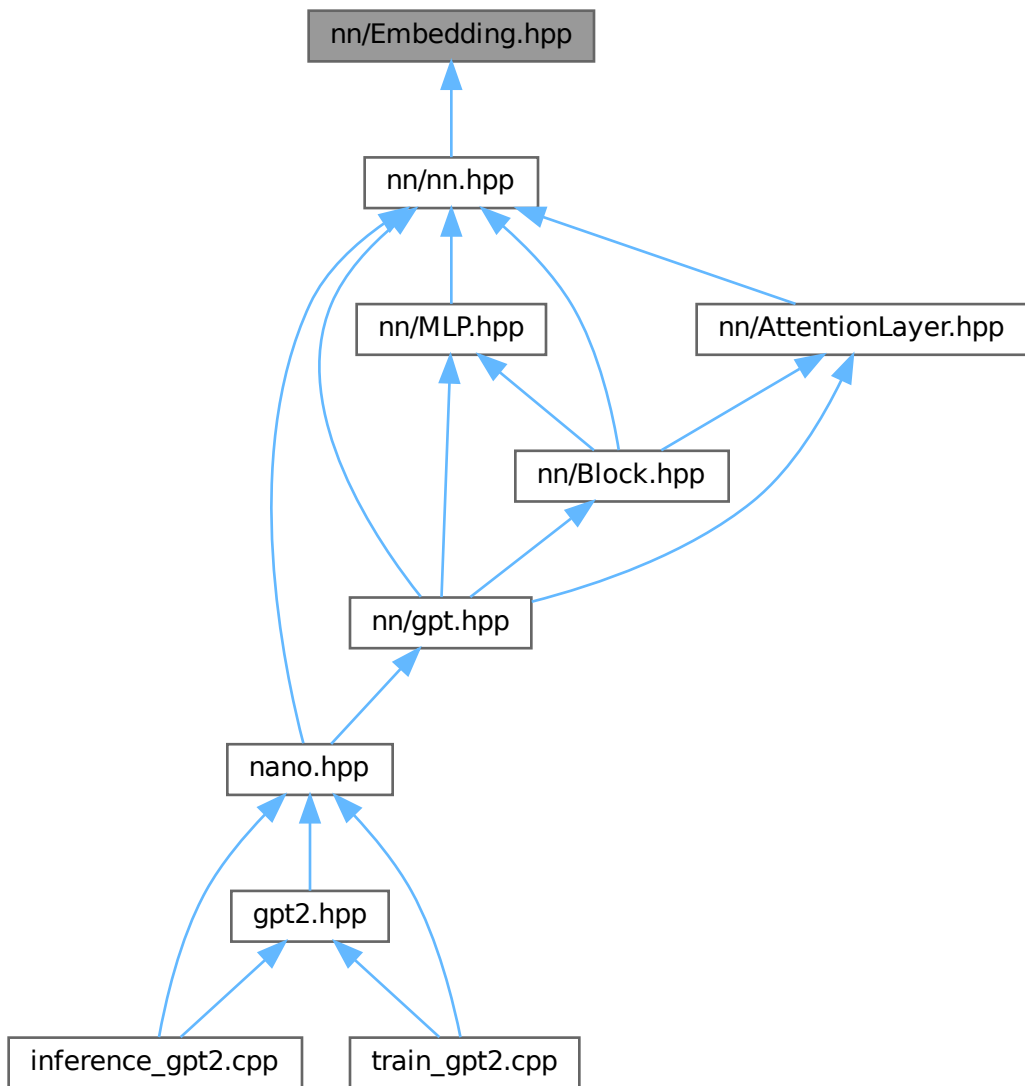 nn/Embedding.hpp
nn/nn.hpp
nn/MLP.hpp
nn/AttentionLayer.hpp
nn/Block.hpp
nn/gpt.hpp
nano.hpp
gpt2.hpp
inference_gpt2.cpp
train_gpt2.cpp